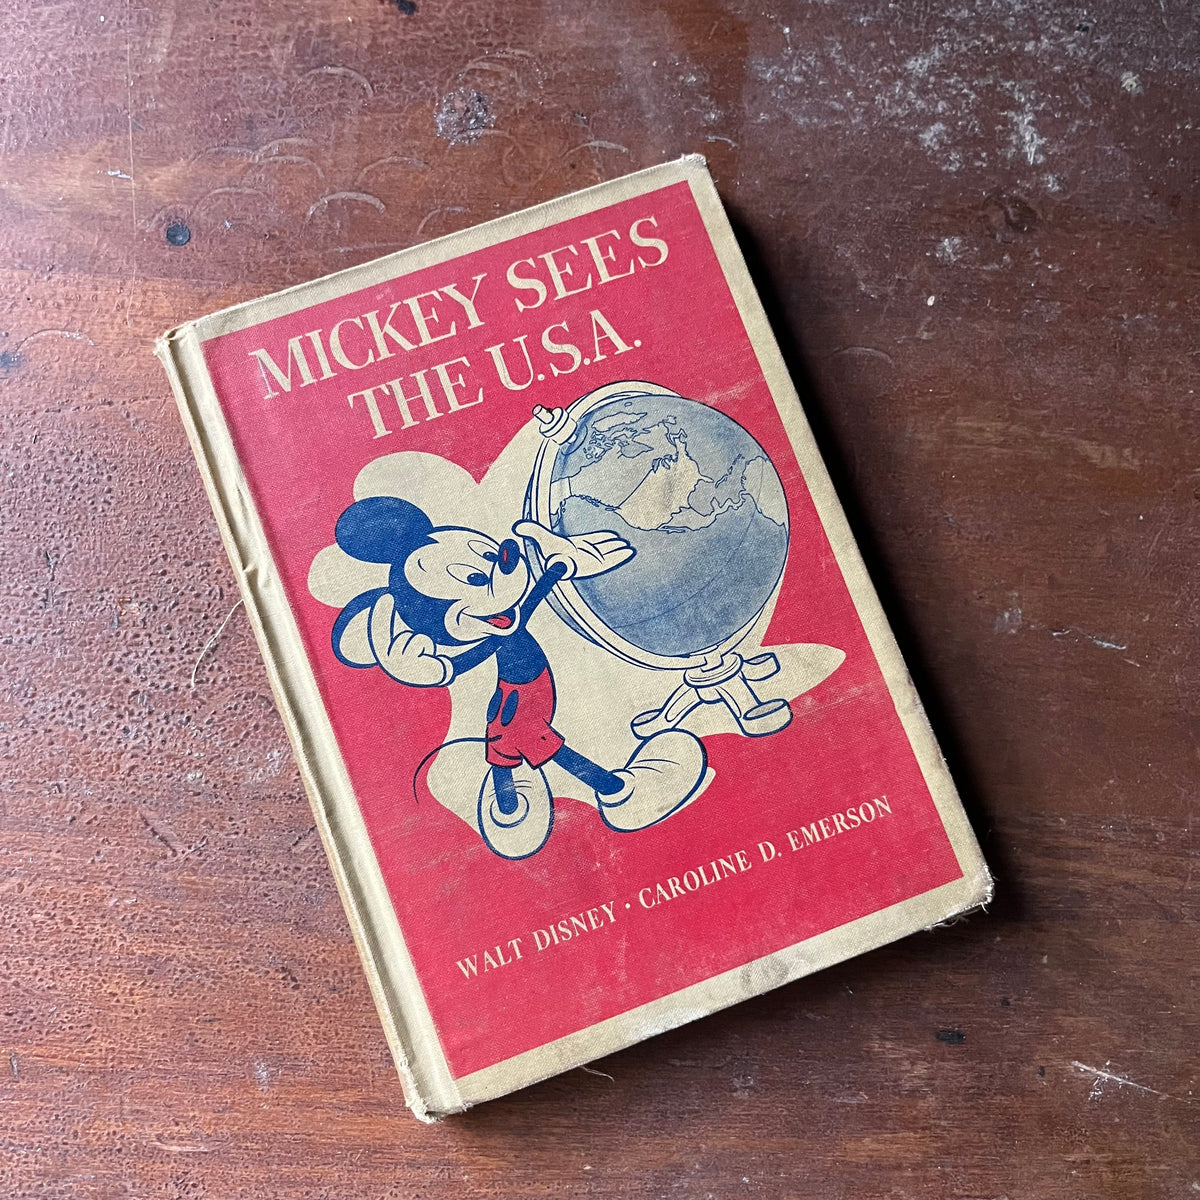 MICKEY SEES
THE U.S.A.
WALT DISNEY · CAROLINE D. EMERSON